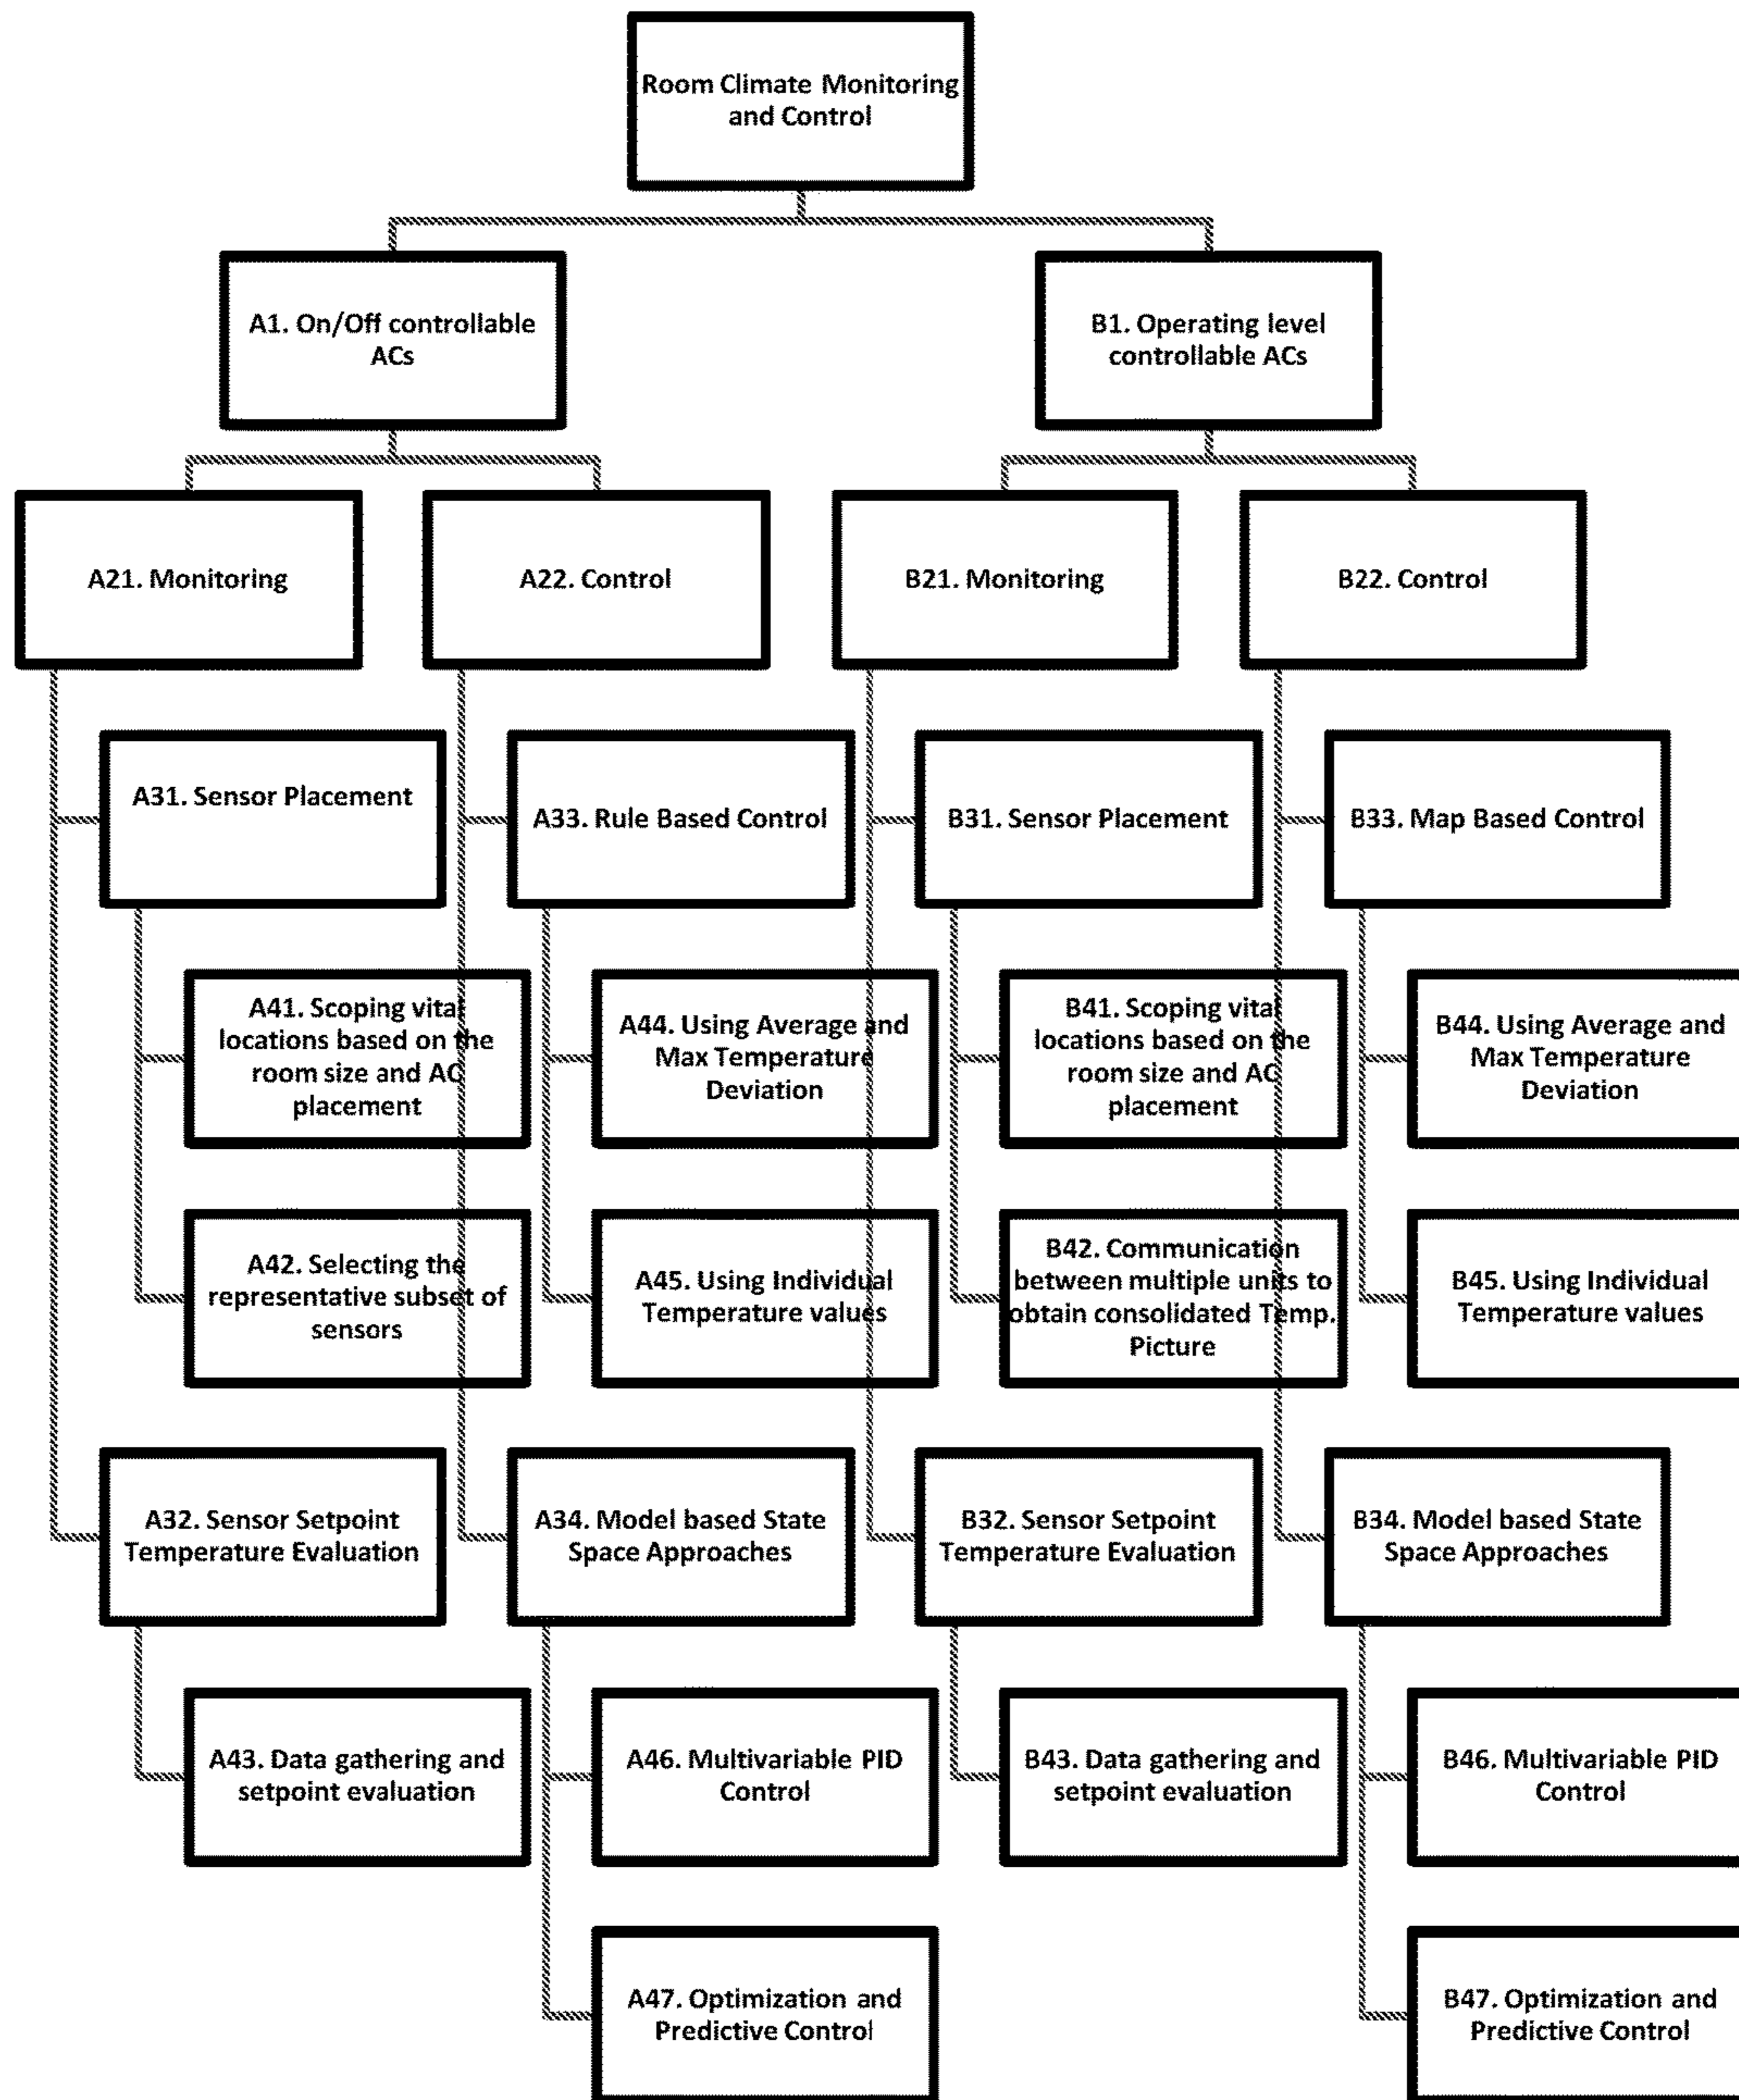 Room Climate Monitoring
and Control
A1. On/Off controllable
ACs
B1. Operating level
controllable ACs
A21. Monitoring
A22. Control
B21. Monitoring
B22. Control
A31. Sensor Placement
A33. Rule Based Control
B31. Sensor Placement
B33. Map Based Control
A41. Scoping vital
locations based on the
room size and AC
placement
A44. Using Average and
Max Temperature
Deviation
B41. Scoping vital
locations based on the
room size and AC
placement
B44. Using Average and
Max Temperature
Deviation
A42. Selecting the
representative subset of
sensors
A45. Using Individual
Temperature values
B42. Communication
between multiple units to
obtain consolidated Temp.
Picture
B45. Using Individual
Temperature values
A32. Sensor Setpoint
Temperature Evaluation
A34. Model based State
Space Approaches
B32. Sensor Setpoint
Temperature Evaluation
B34. Model based State
Space Approaches
A43. Data gathering and
setpoint evaluation
A46. Multivariable PID
Control
B43. Data gathering and
setpoint evaluation
B46. Multivariable PID
Control
A47. Optimization and
Predictive Control
B47. Optimization and
Predictive Control